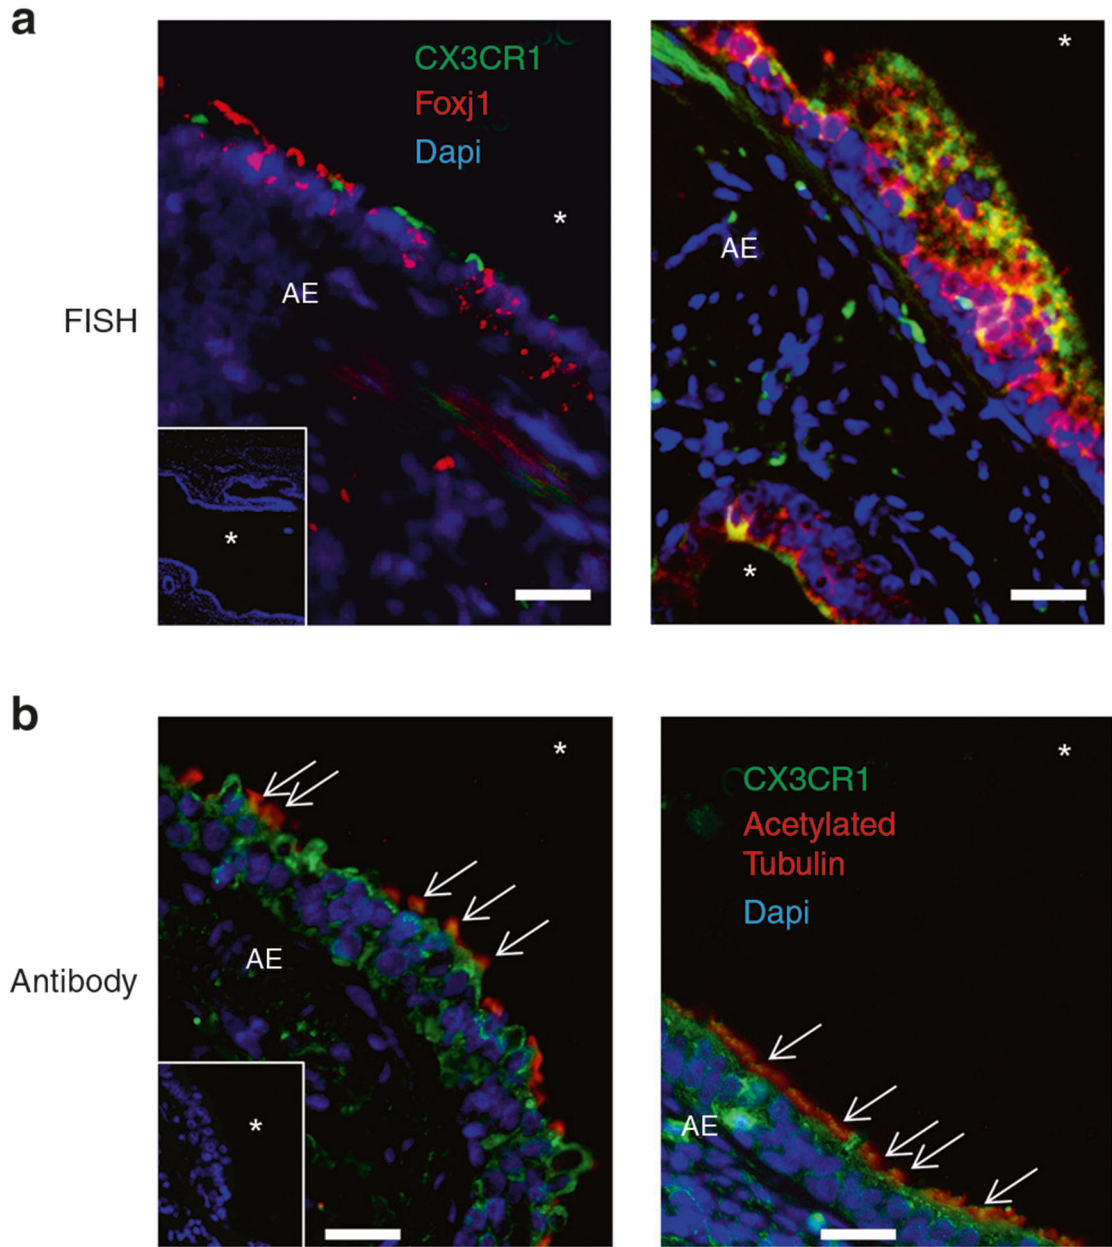 a
CX3CR1
Foxj1
Dapi
*
*
AE
AE
FISH
*
*
b
*
*
CX3CR1
Acetylated
Tubulin
Dapi
AE
Antibody
*
AE